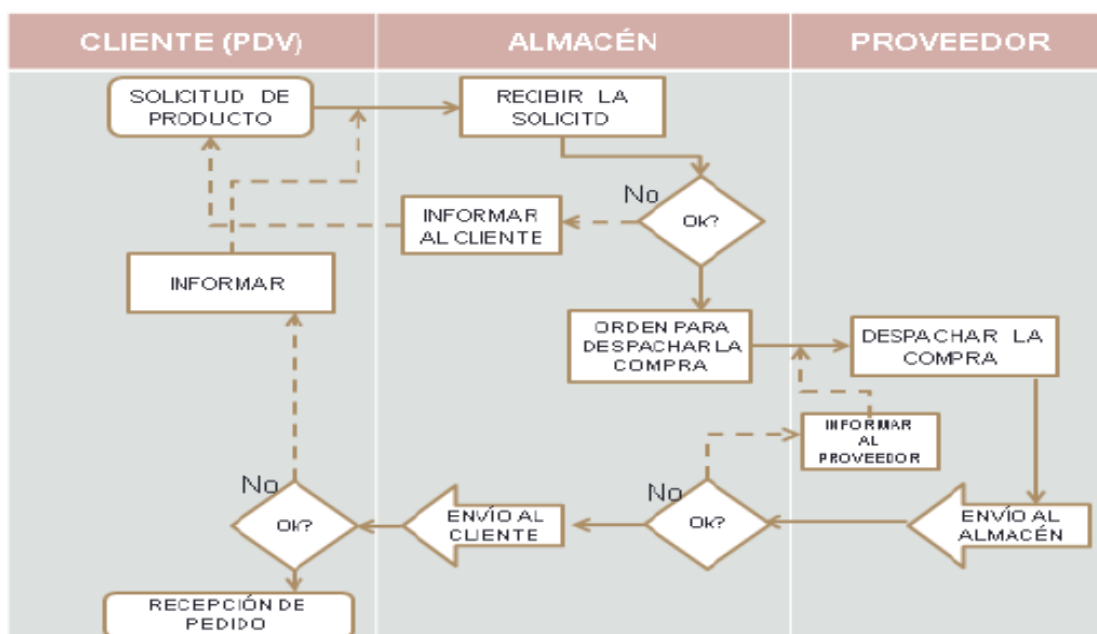 CLIENTE (PDV)
ALMACÉN
PROVEEDOR
SOLICITUD DE
PRODUCTO
RECIBIR LA
SOLICITD
No
Ok?
INFORMAR
AL CLIENTE
INFORMAR
ORDEN PARA
DESPACHAR LA
COMPRA
DESPACHAR LA
COMPRA
INFORMAR
AL
PROVEEDOR
No
Ok?
ENVÍO AL
CLIENTE
No
Ok?
ENVÍO AL
ALMACÉN
RECEPCIÓN DE
PEDIDO